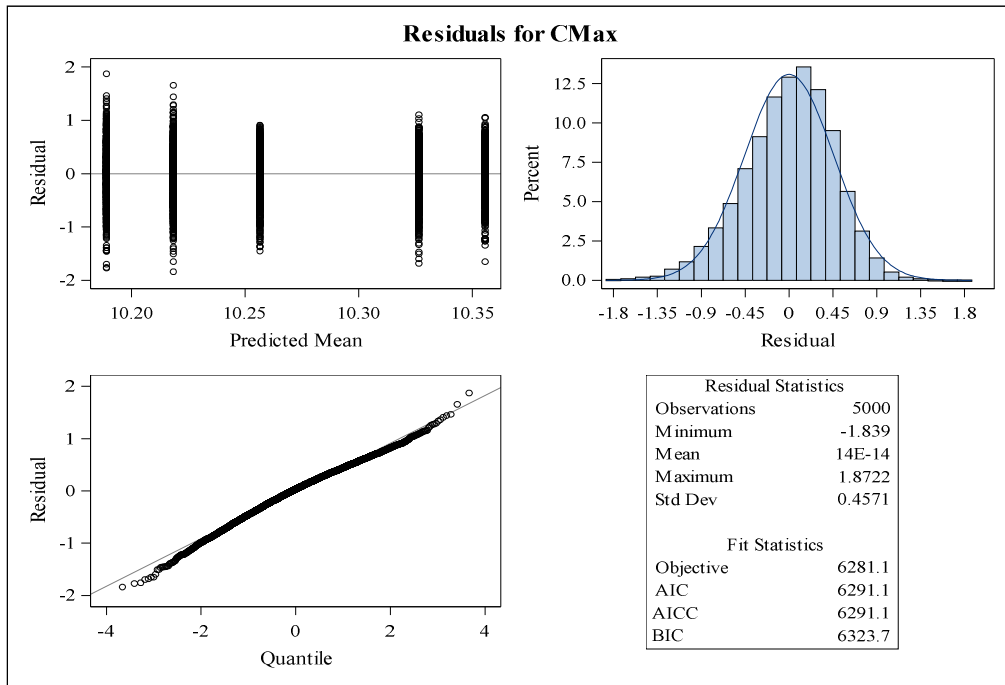 Residuals for CMax
2
1
0
-1
-2
Residual
10.20 10.25 10.30 10.35
Predicted Mean
12.5
10.0
7.5
5.0
2.5
0.0
Percent
-1.8 -1.35 -0.9 -0.45 0 0.45 0.9 1.35 1.8
Residual
2
1
0
-1
-2
Residual
-4 -2 0 2 4
Quantile
Residual Statistics
Observations 5000
Minimum -1.839
Mean 14E-14
Maximum 1.8722
Std Dev 0.4571
Fit Statistics
Objective 6281.1
AIC 6291.1
AICC 6291.1
BIC 6323.7